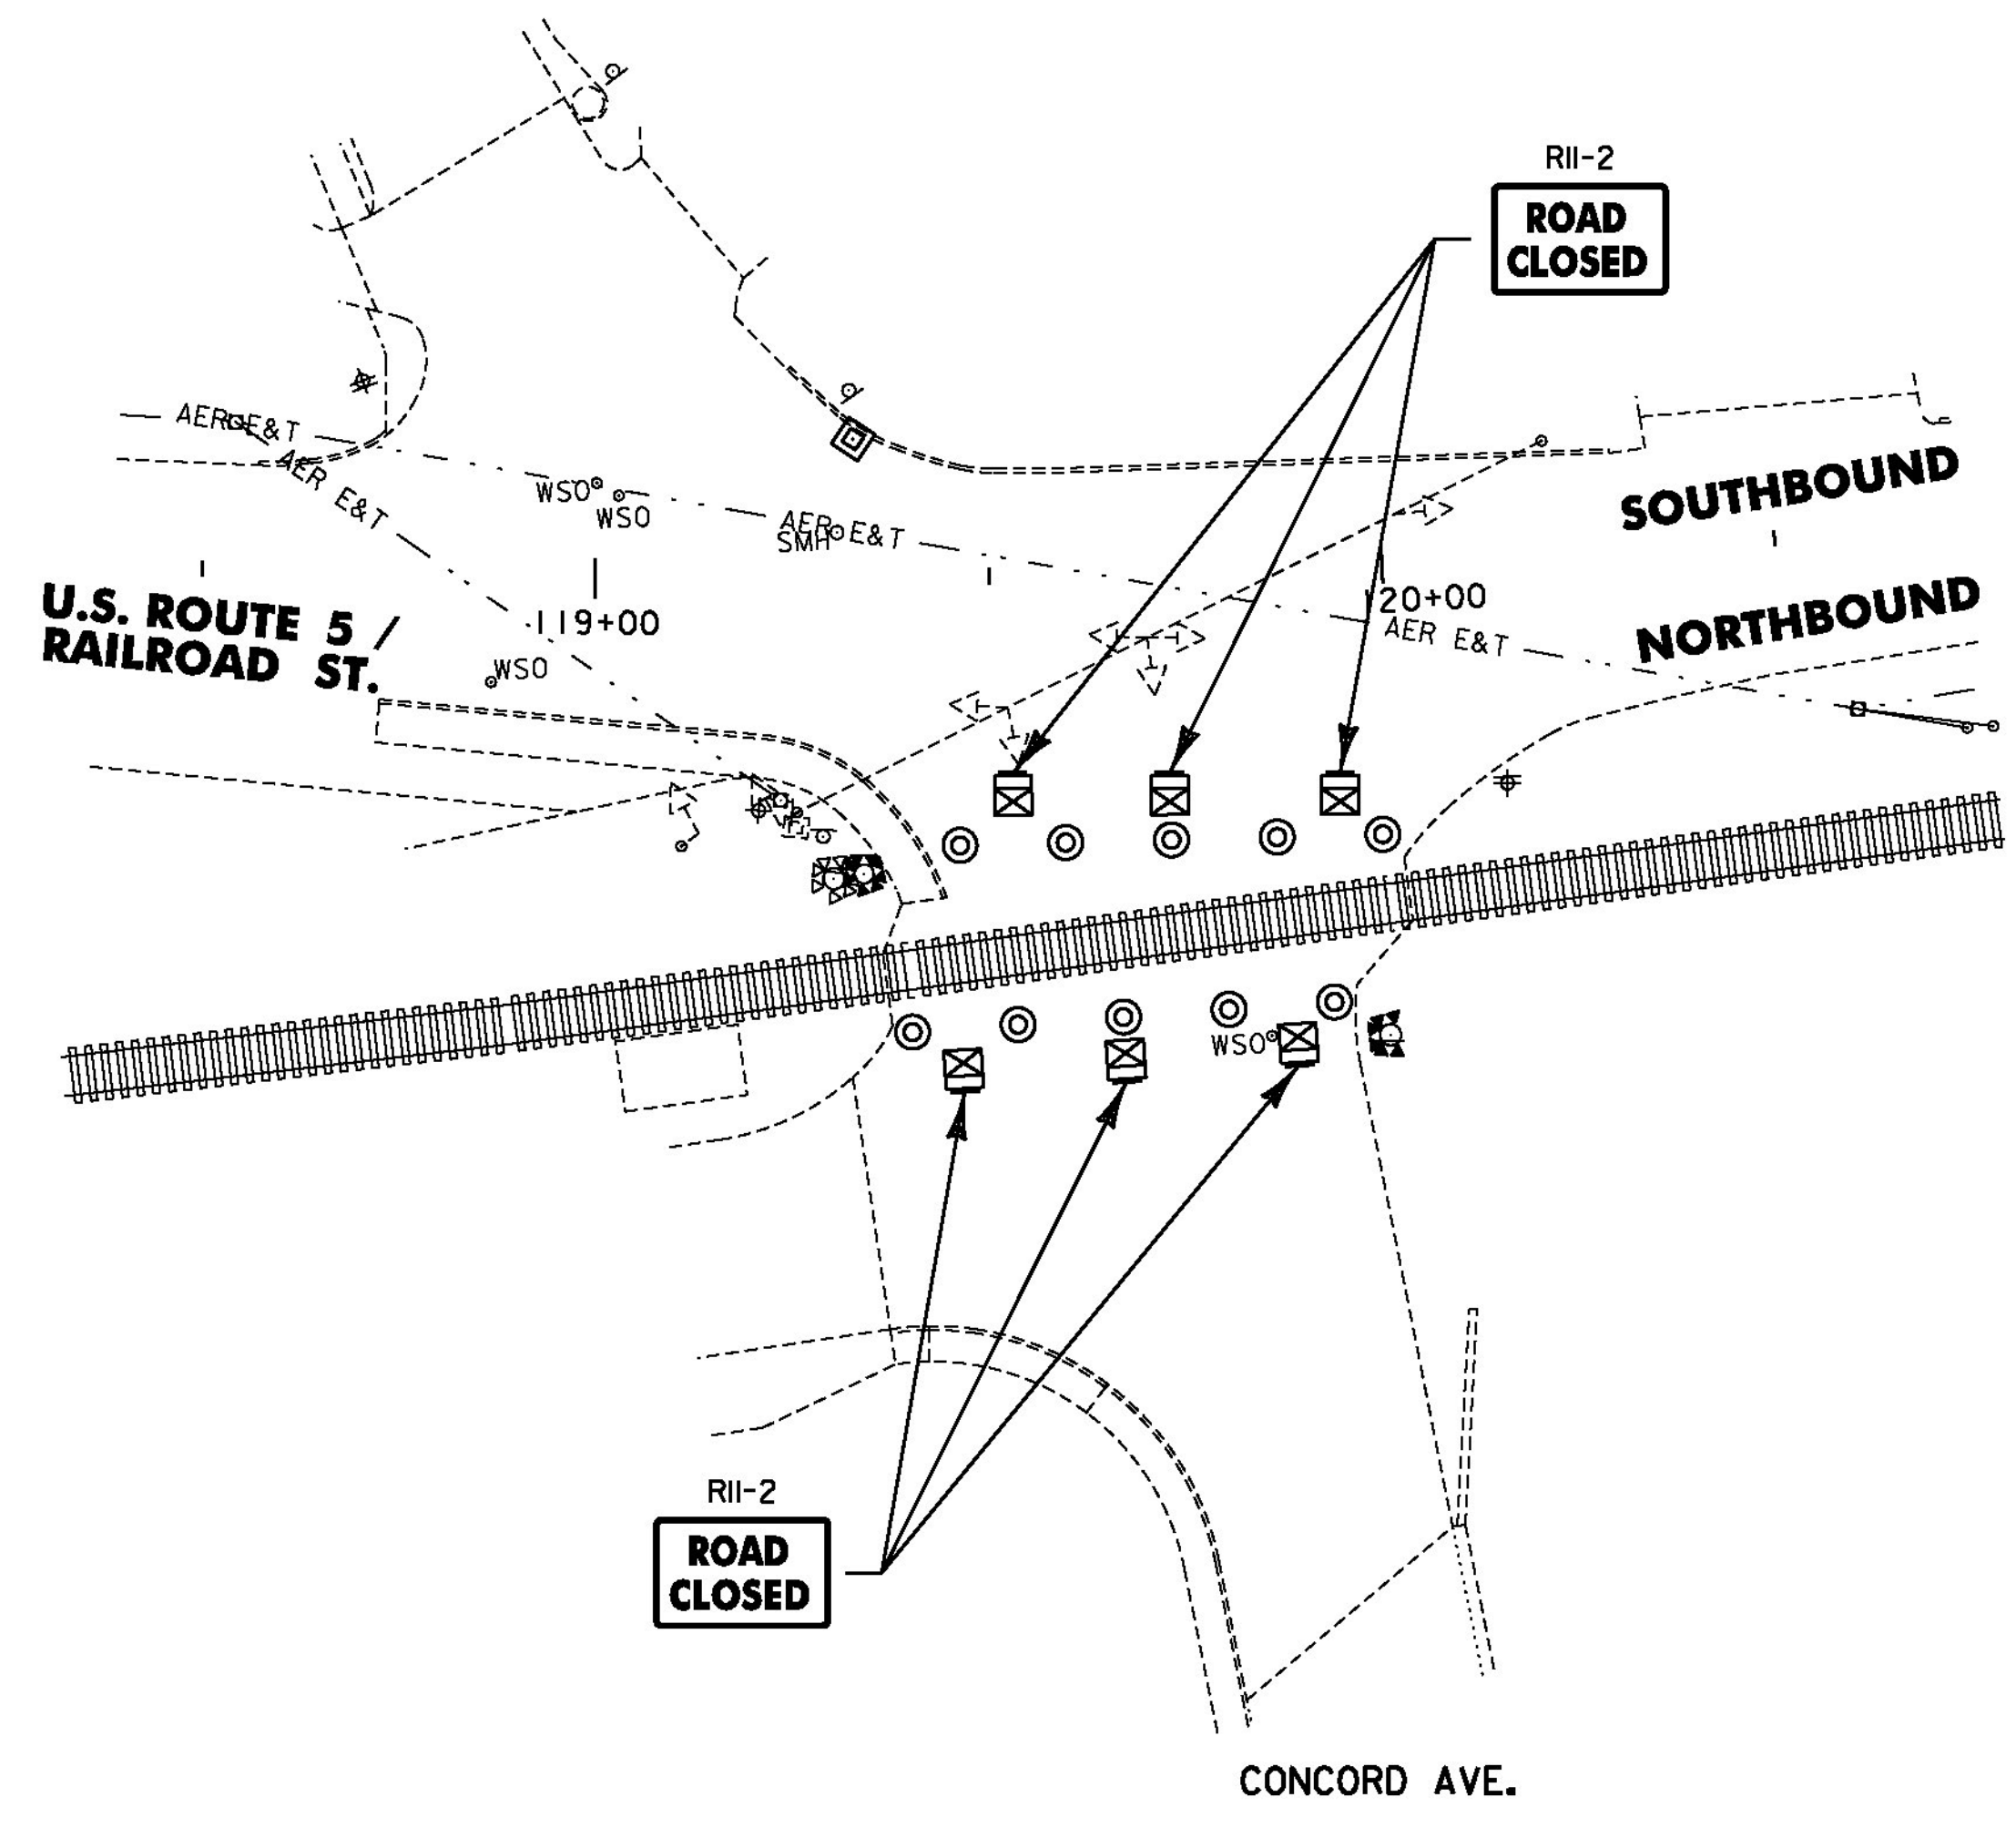 RII-2
ROAD
CLOSED
SOUTHBOUND
NORTHBOUND
AER E&T
AER E&T
WSO
WSO
AER E&T
SMH
U.S. ROUTE 5 /
RAILROAD ST.
119+00
120+00
AER E&T
WSO
WSO
RII-2
ROAD
CLOSED
CONCORD AVE.